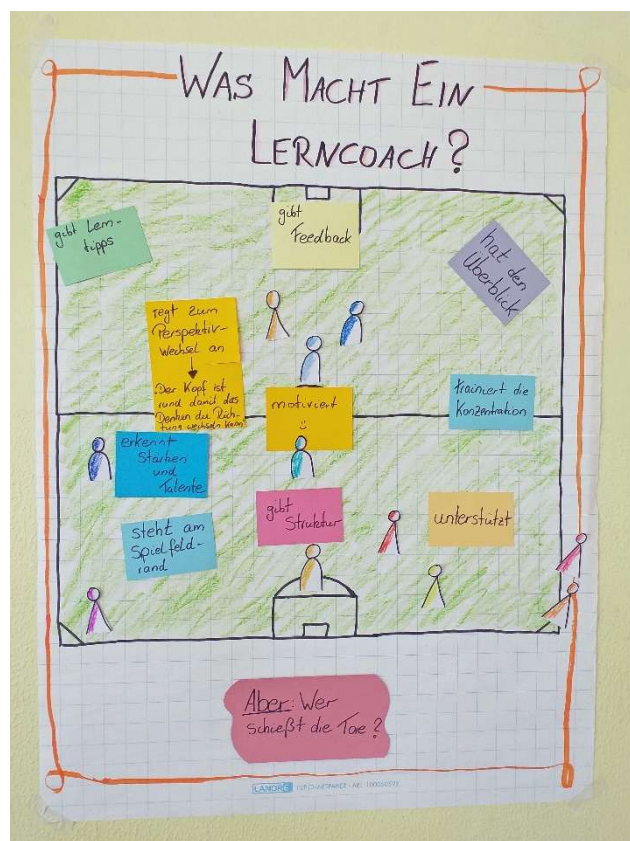 WAS MACHT EIN
LERNCOACH?
gibt Lern-
tipps
gibt
Feedback
hat den
Überblick
regt zum
Perspektiv-
Wechsel an
Der Kopf ist
rund damit das
Denken die Rich-
tung wechseln kann
motiviert
trainiert die
Konzentration
erkennt
Stärken
und
Talente
gibt
Struktur
unterstützt
steht am
Spielfeld-
rand
Aber: Wer
schießt die Tore?
LANDRÉ